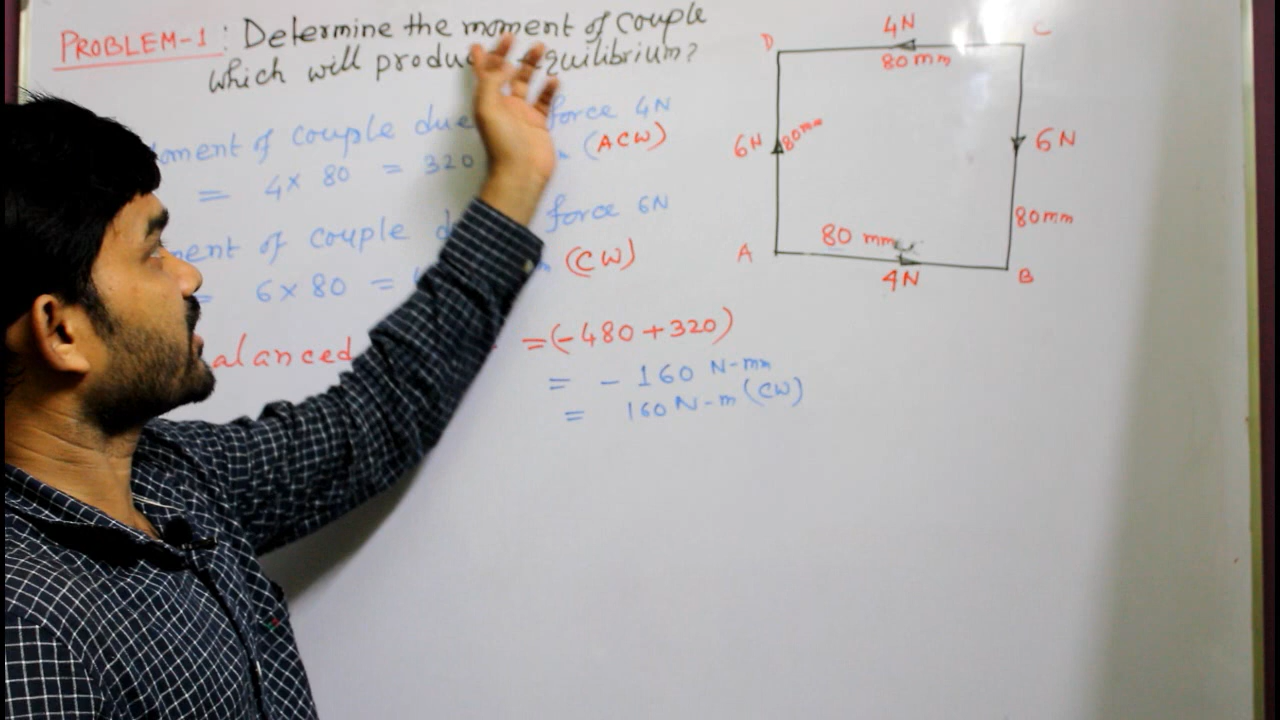 PROBLEM-1 : Determine the moment of couple
which will produ equilibrium?
oment of couple due force 4N
= 4 x 80 = 320 (ACW)
ment of couple d force 6N
= 6 x 80 = (CW)
alanced = (-480+320)
= - 160 N-mm
= 160 N-m (CW)
D 4N C
80 mm
6N 80mm 6N
80mm
80 mm
A 4N B